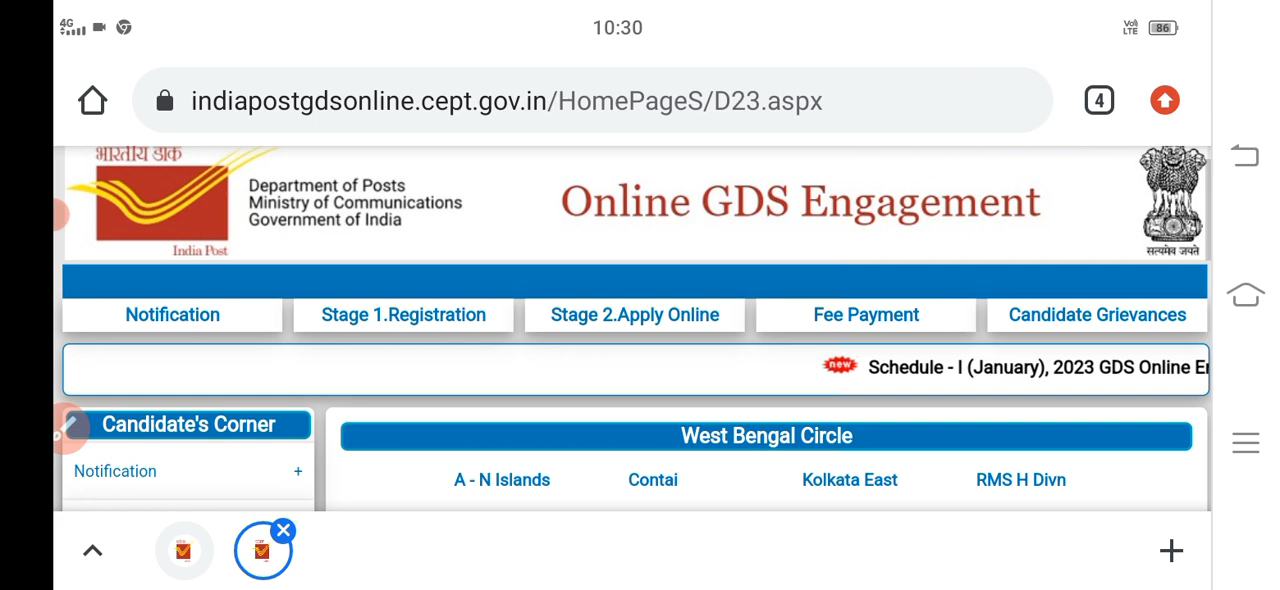 4G
10:30
Vo)
LTE
86
indiapostgdsonline.cept.gov.in/HomePageS/D23.aspx
4
भारतीय डाक
Department of Posts
Ministry of Communications
Government of India
India Post
Online GDS Engagement
सत्यमेव जयते
Notification
Stage 1.Registration
Stage 2.Apply Online
Fee Payment
Candidate Grievances
new Schedule - I (January), 2023 GDS Online
Candidate's Corner
Notification +
West Bengal Circle
A - N Islands
Contai
Kolkata East
RMS H Divn